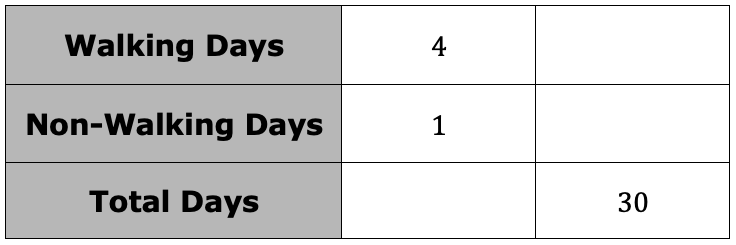 Walking Days 4
Non-Walking Days 1
Total Days 30